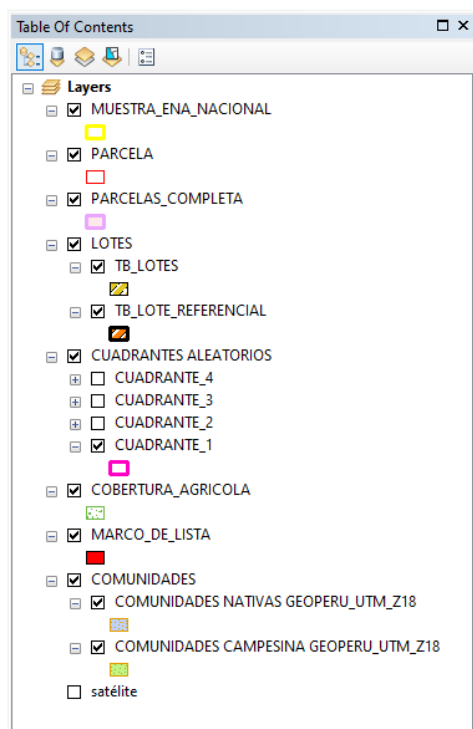 Table Of Contents
Layers
MUESTRA_ENA_NACIONAL
PARCELA
PARCELAS_COMPLETA
LOTES
TB_LOTES
TB_LOTE_REFERENCIAL
CUADRANTES ALEATORIOS
CUADRANTE_4
CUADRANTE_3
CUADRANTE_2
CUADRANTE_1
COBERTURA_AGRICOLA
MARCO_DE_LISTA
COMUNIDADES
COMUNIDADES NATIVAS GEOPERU_UTM_Z18
COMUNIDADES CAMPESINA GEOPERU_UTM_Z18
satélite